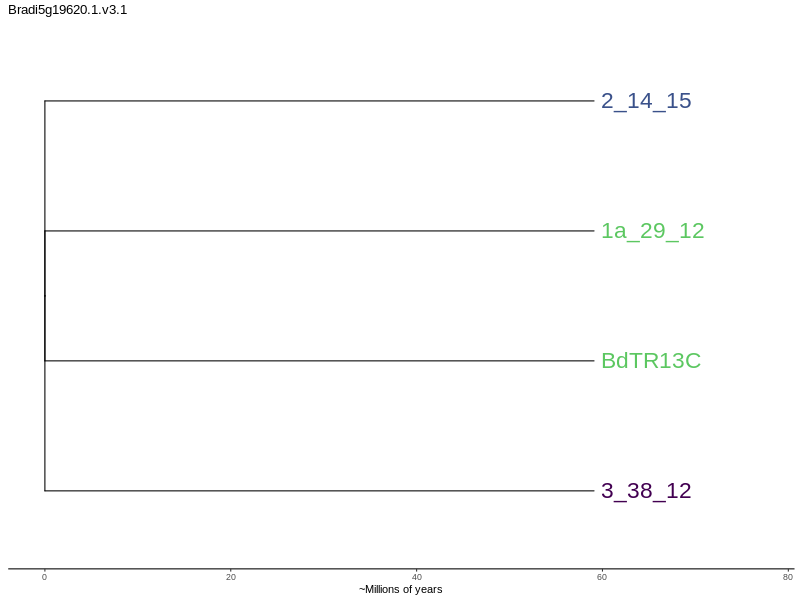 Bradi5g19620.1.v3.1
2_14_15
1a_29_12
BdTR13C
3_38_12
0 20 40 60 80
~Millions of years